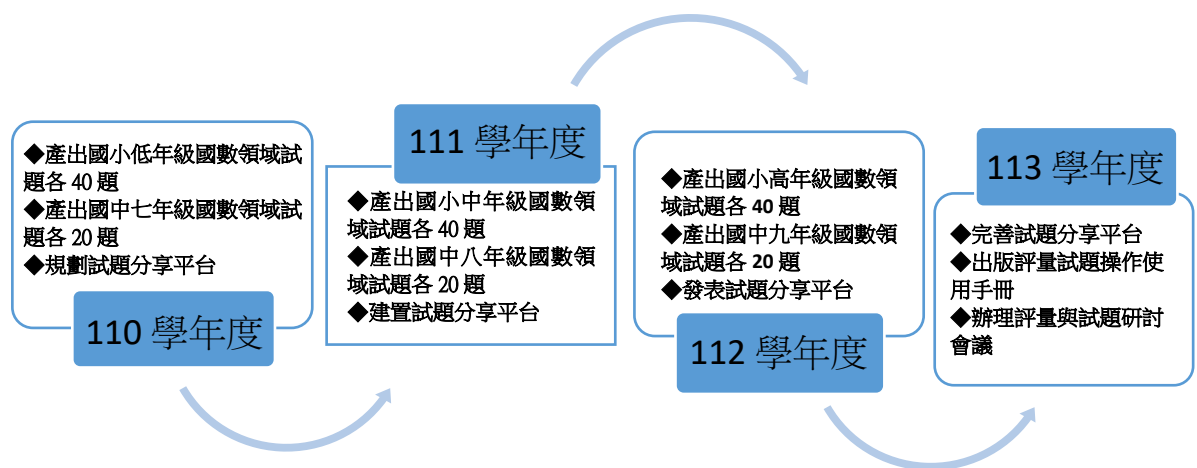 ◆產出國小低年級國數領域試
題各 40 題
◆產出國中七年級國數領域試
題各 20 題
◆規劃試題分享平台
110 學年度
111 學年度
◆產出國小中年級國數領
域試題各 40 題
◆產出國中八年級國數領
域試題各 20 題
◆建置試題分享平台
◆產出國小高年級國數領
域試題各 40 題
◆產出國中九年級國數領
域試題各 20 題
◆發表試題分享平台
112 學年度
113 學年度
◆完善試題分享平台
◆出版評量試題操作使
用手冊
◆辦理評量與試題研討
會議